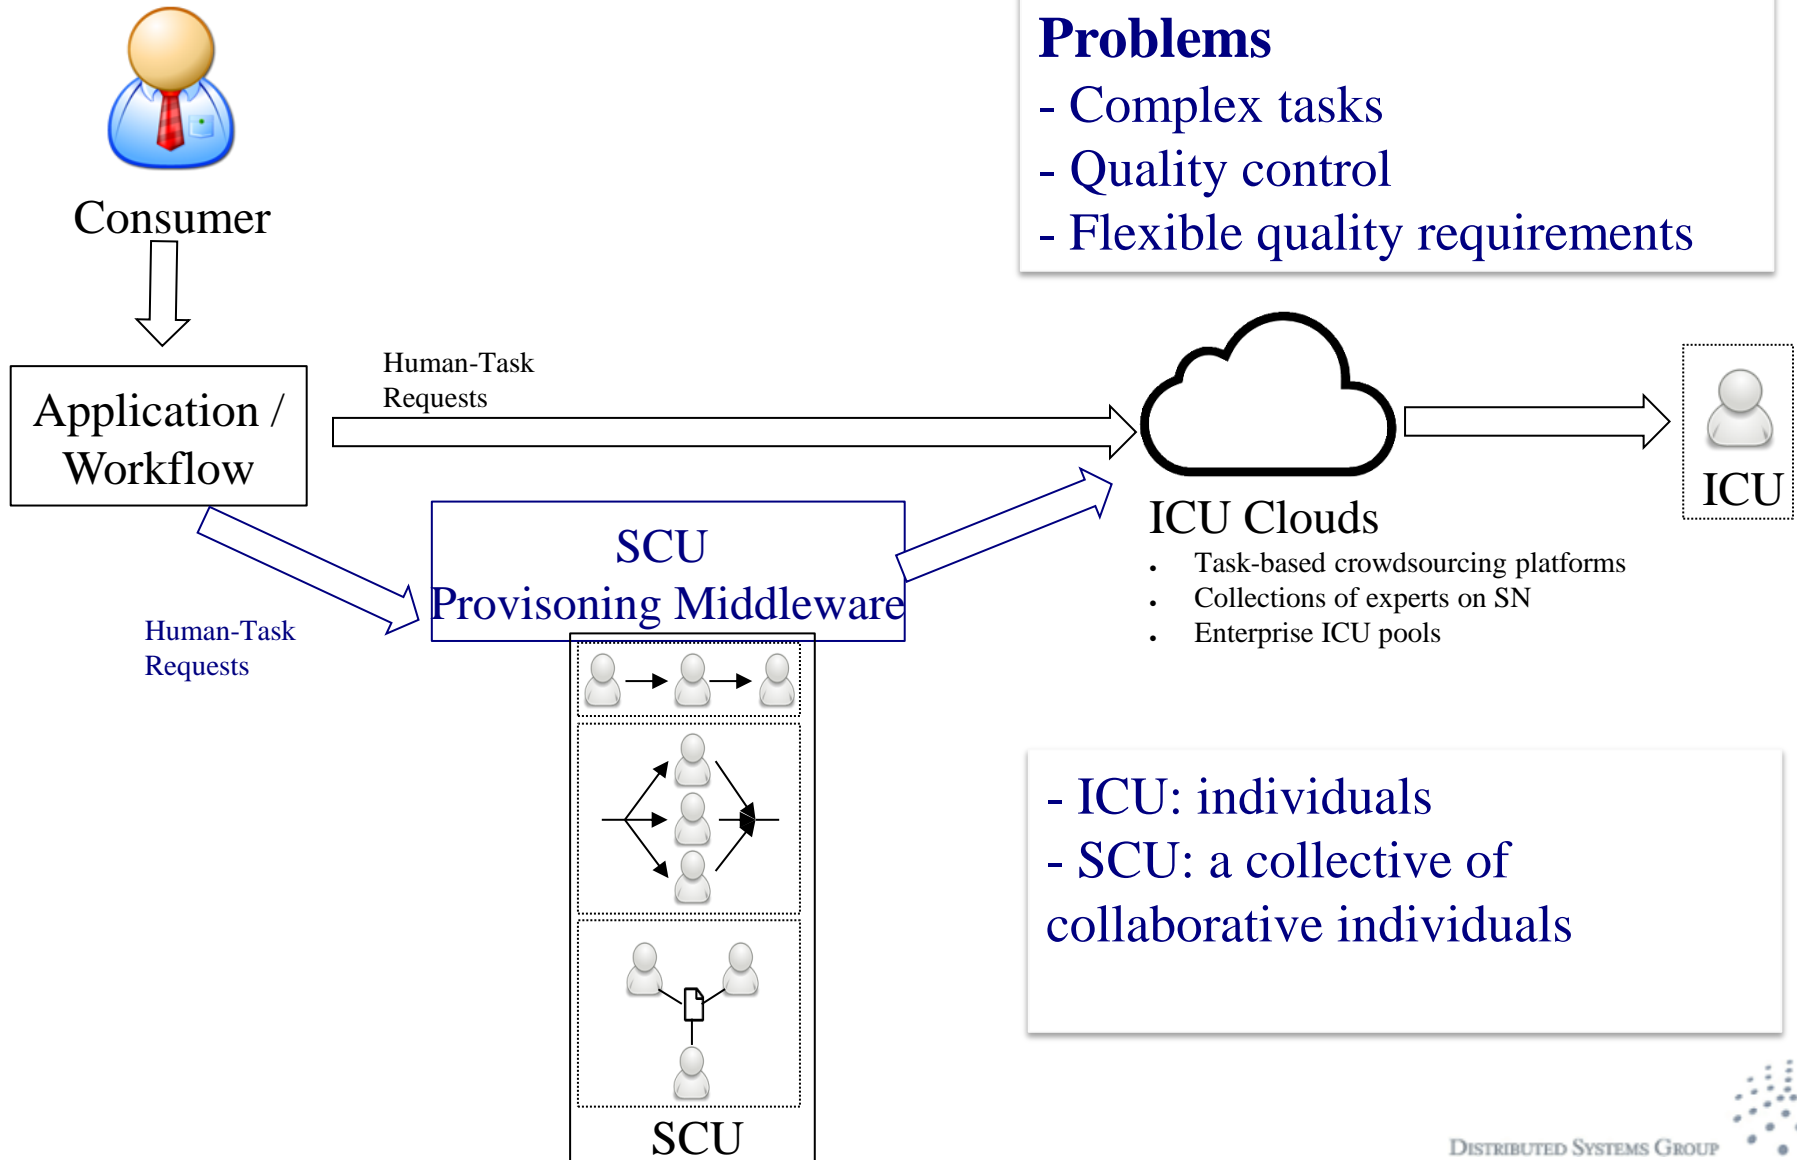 Problems
- Complex tasks
- Quality control
- Flexible quality requirements
Consumer
Human-Task
Requests
Application /
Workflow
ICU
SCU
Provisoning Middleware
ICU Clouds
• Task-based crowdsourcing platforms
• Collections of experts on SN
• Enterprise ICU pools
Human-Task
Requests
- ICU: individuals
- SCU: a collective of
collaborative individuals
SCU
DISTRIBUTED SYSTEMS GROUP